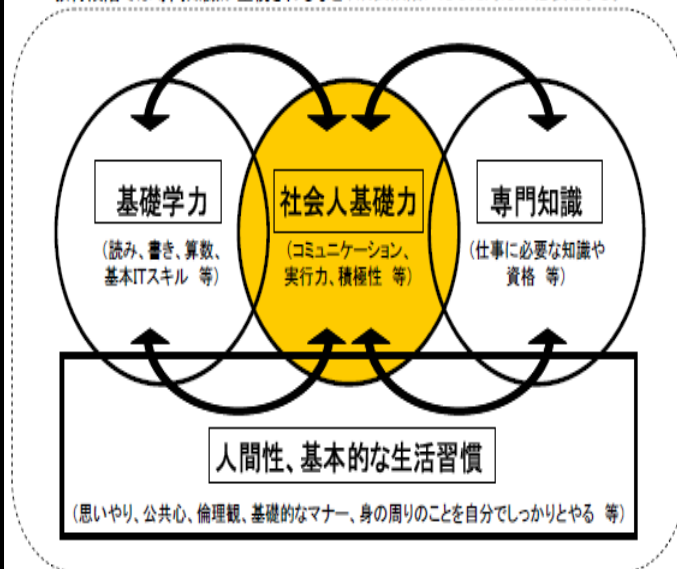 基礎学力
(読み、書き、算数、
基本ITスキル 等)
社会人基礎力
(コミュニケーション、
実行力、積極性 等)
専門知識
(仕事に必要な知識や
資格 等)
人間性、基本的な生活習慣
(思いやり、公共心、倫理観、基礎的なマナー、身の周りのことを自分でしっかりとやる 等)